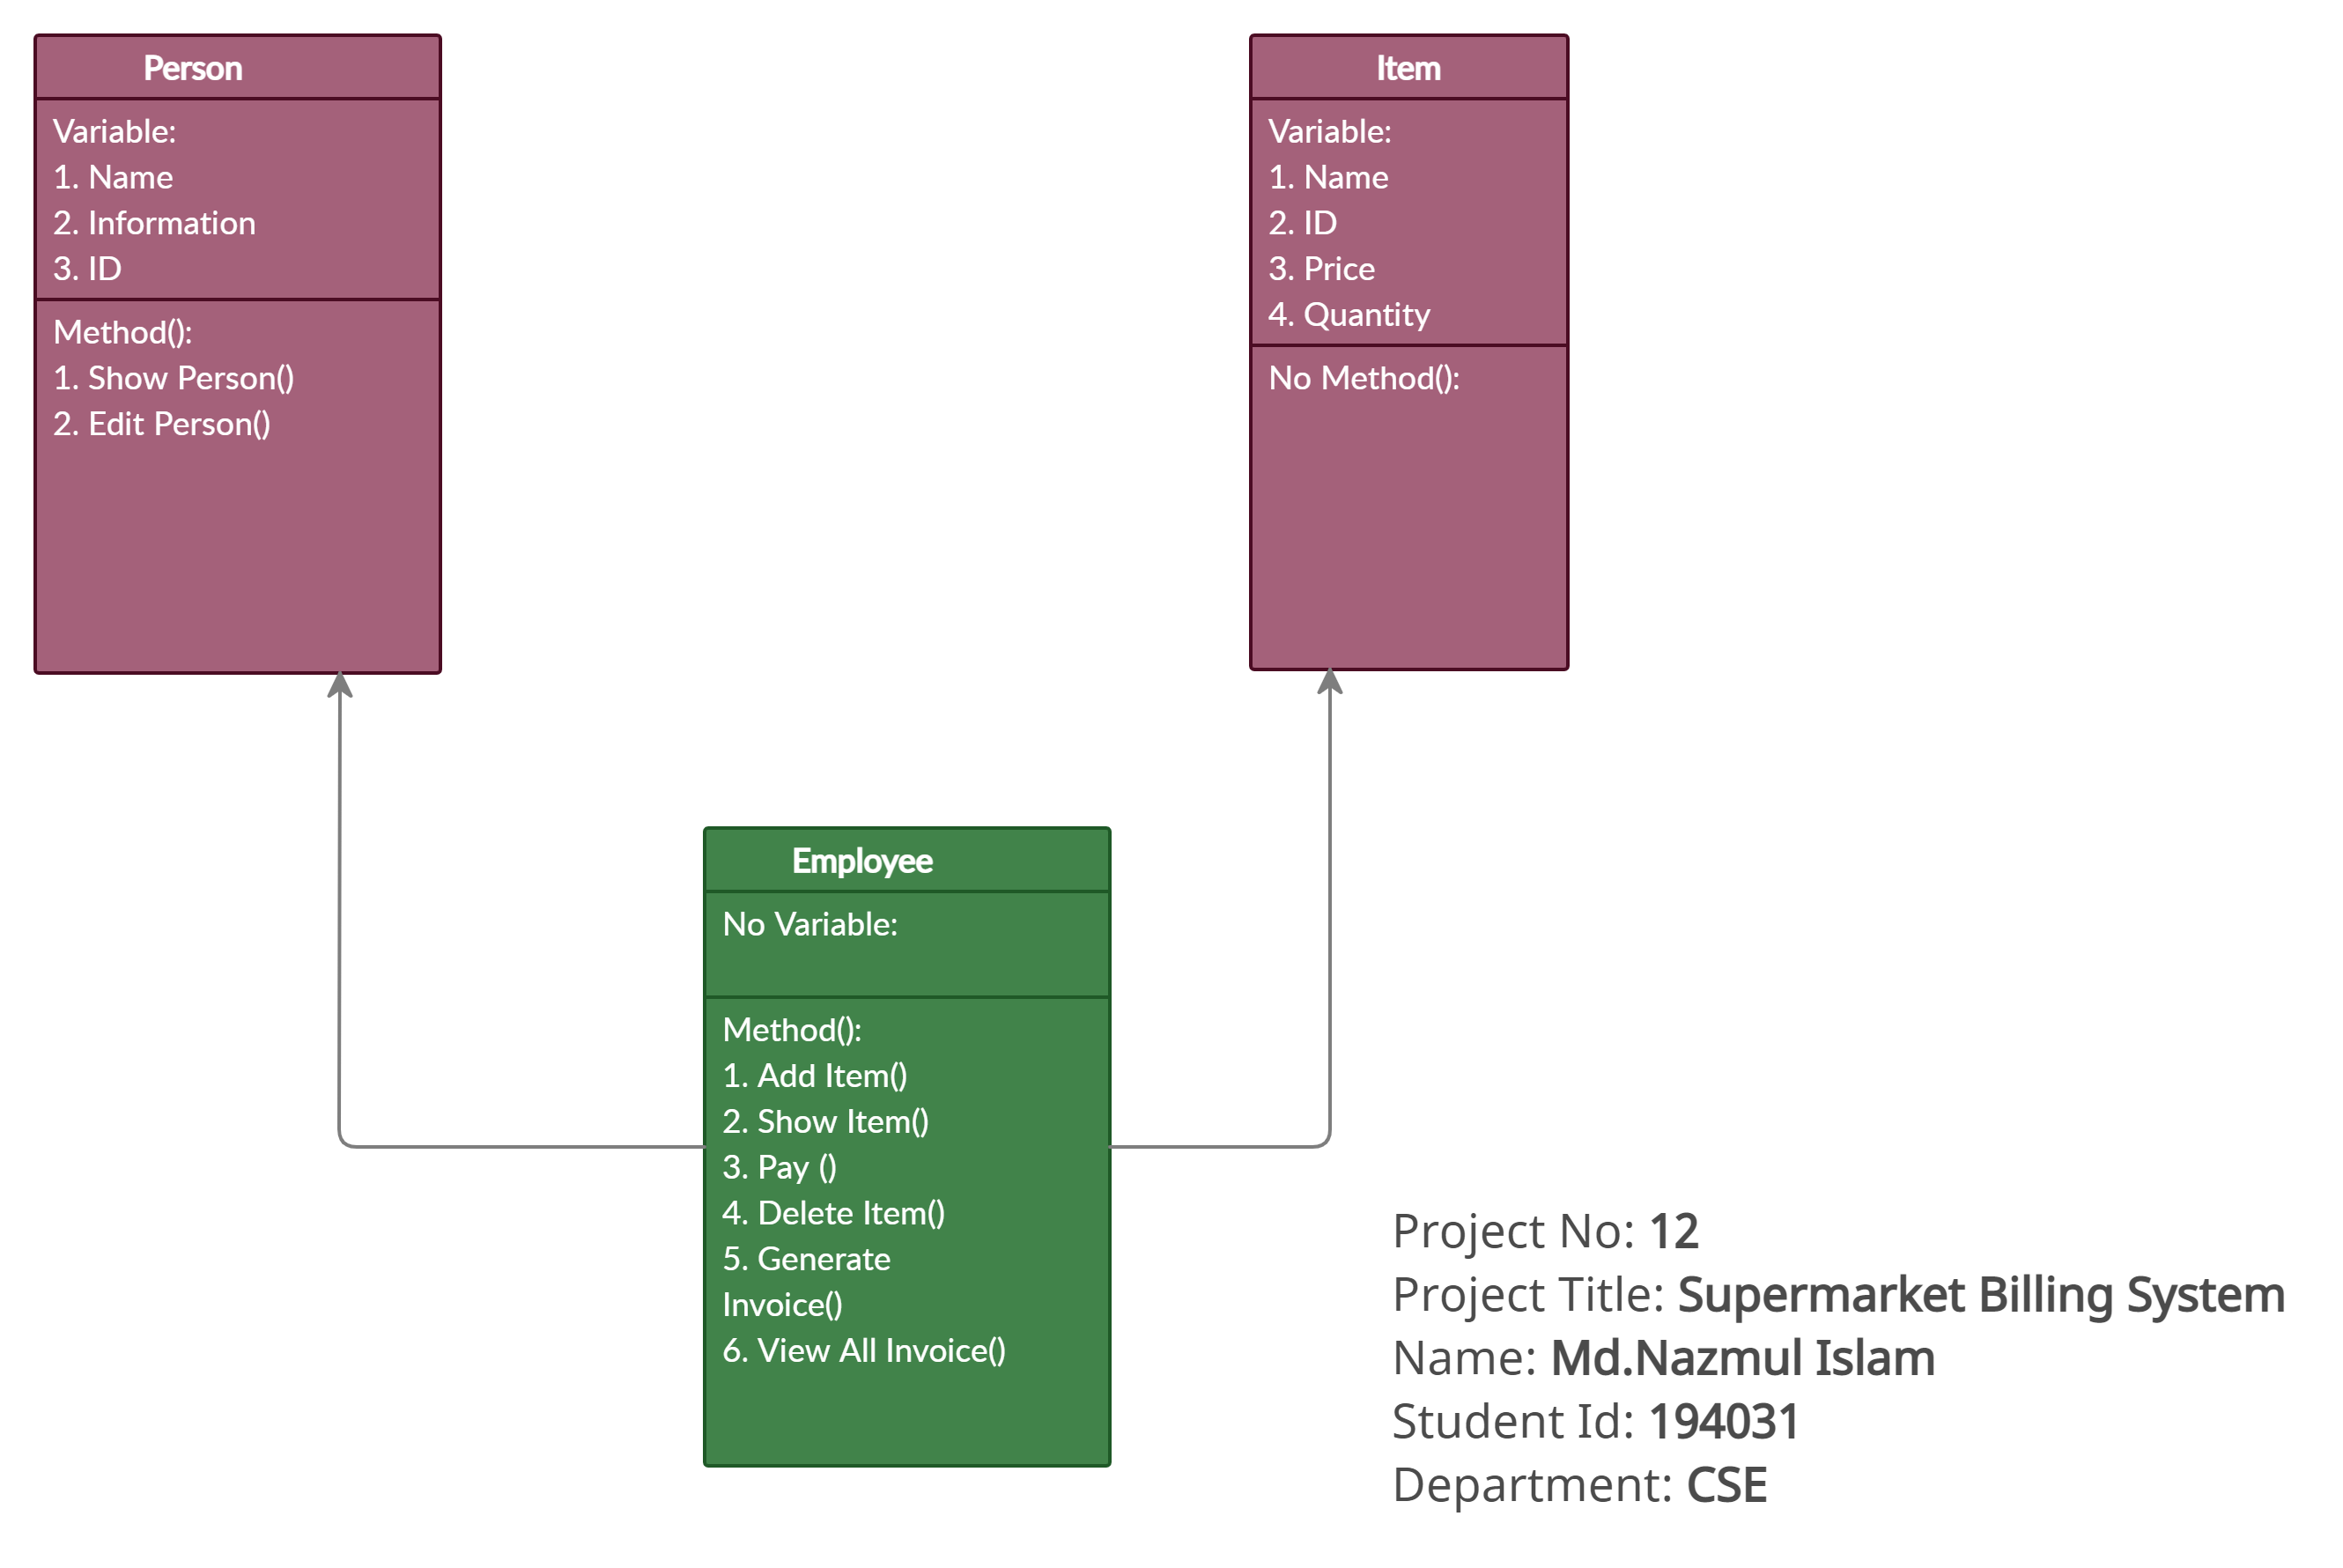 Person
Variable:
1. Name
2. Information
3. ID
Method():
1. Show Person()
2. Edit Person()
Item
Variable:
1. Name
2. ID
3. Price
4. Quantity
No Method():
Employee
No Variable:
Method():
1. Add Item()
2. Show Item()
3. Pay ()
4. Delete Item()
5. Generate
Invoice()
6. View All Invoice()
Project No: 12
Project Title: Supermarket Billing System
Name: Md.Nazmul Islam
Student Id: 194031
Department: CSE